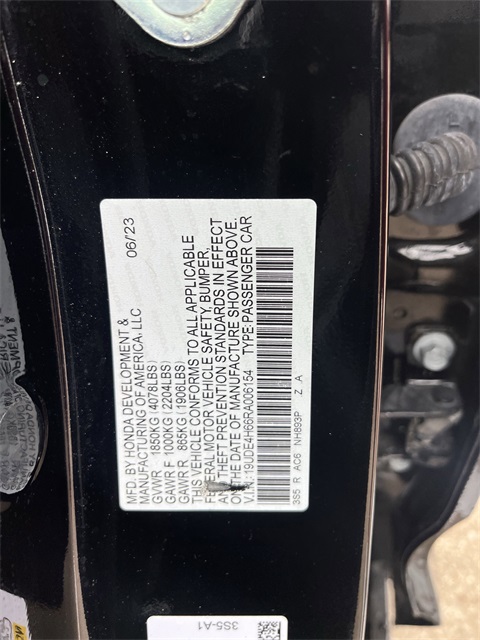 MFD. BY HONDA DEVELOPMENT & 06/23
MANUFACTURING OF AMERICA, LLC
GVWR 1850KG(4079LBS)
GAWR F 1000KG(2204LBS)
GAWR R 865KG(1906LBS)
THIS VEHICLE CONFORMS TO ALL APPLICABLE
FEDERAL MOTOR VEHICLE SAFETY, BUMPER,
AND THEFT PREVENTION STANDARDS IN EFFECT
ON THE DATE OF MANUFACTURE SHOWN ABOVE.
V.I.N.: 19UDE4H66RA006154 TYPE:PASSENGER CAR
3S5 R AC6 NH893P Z A
3S5-A1